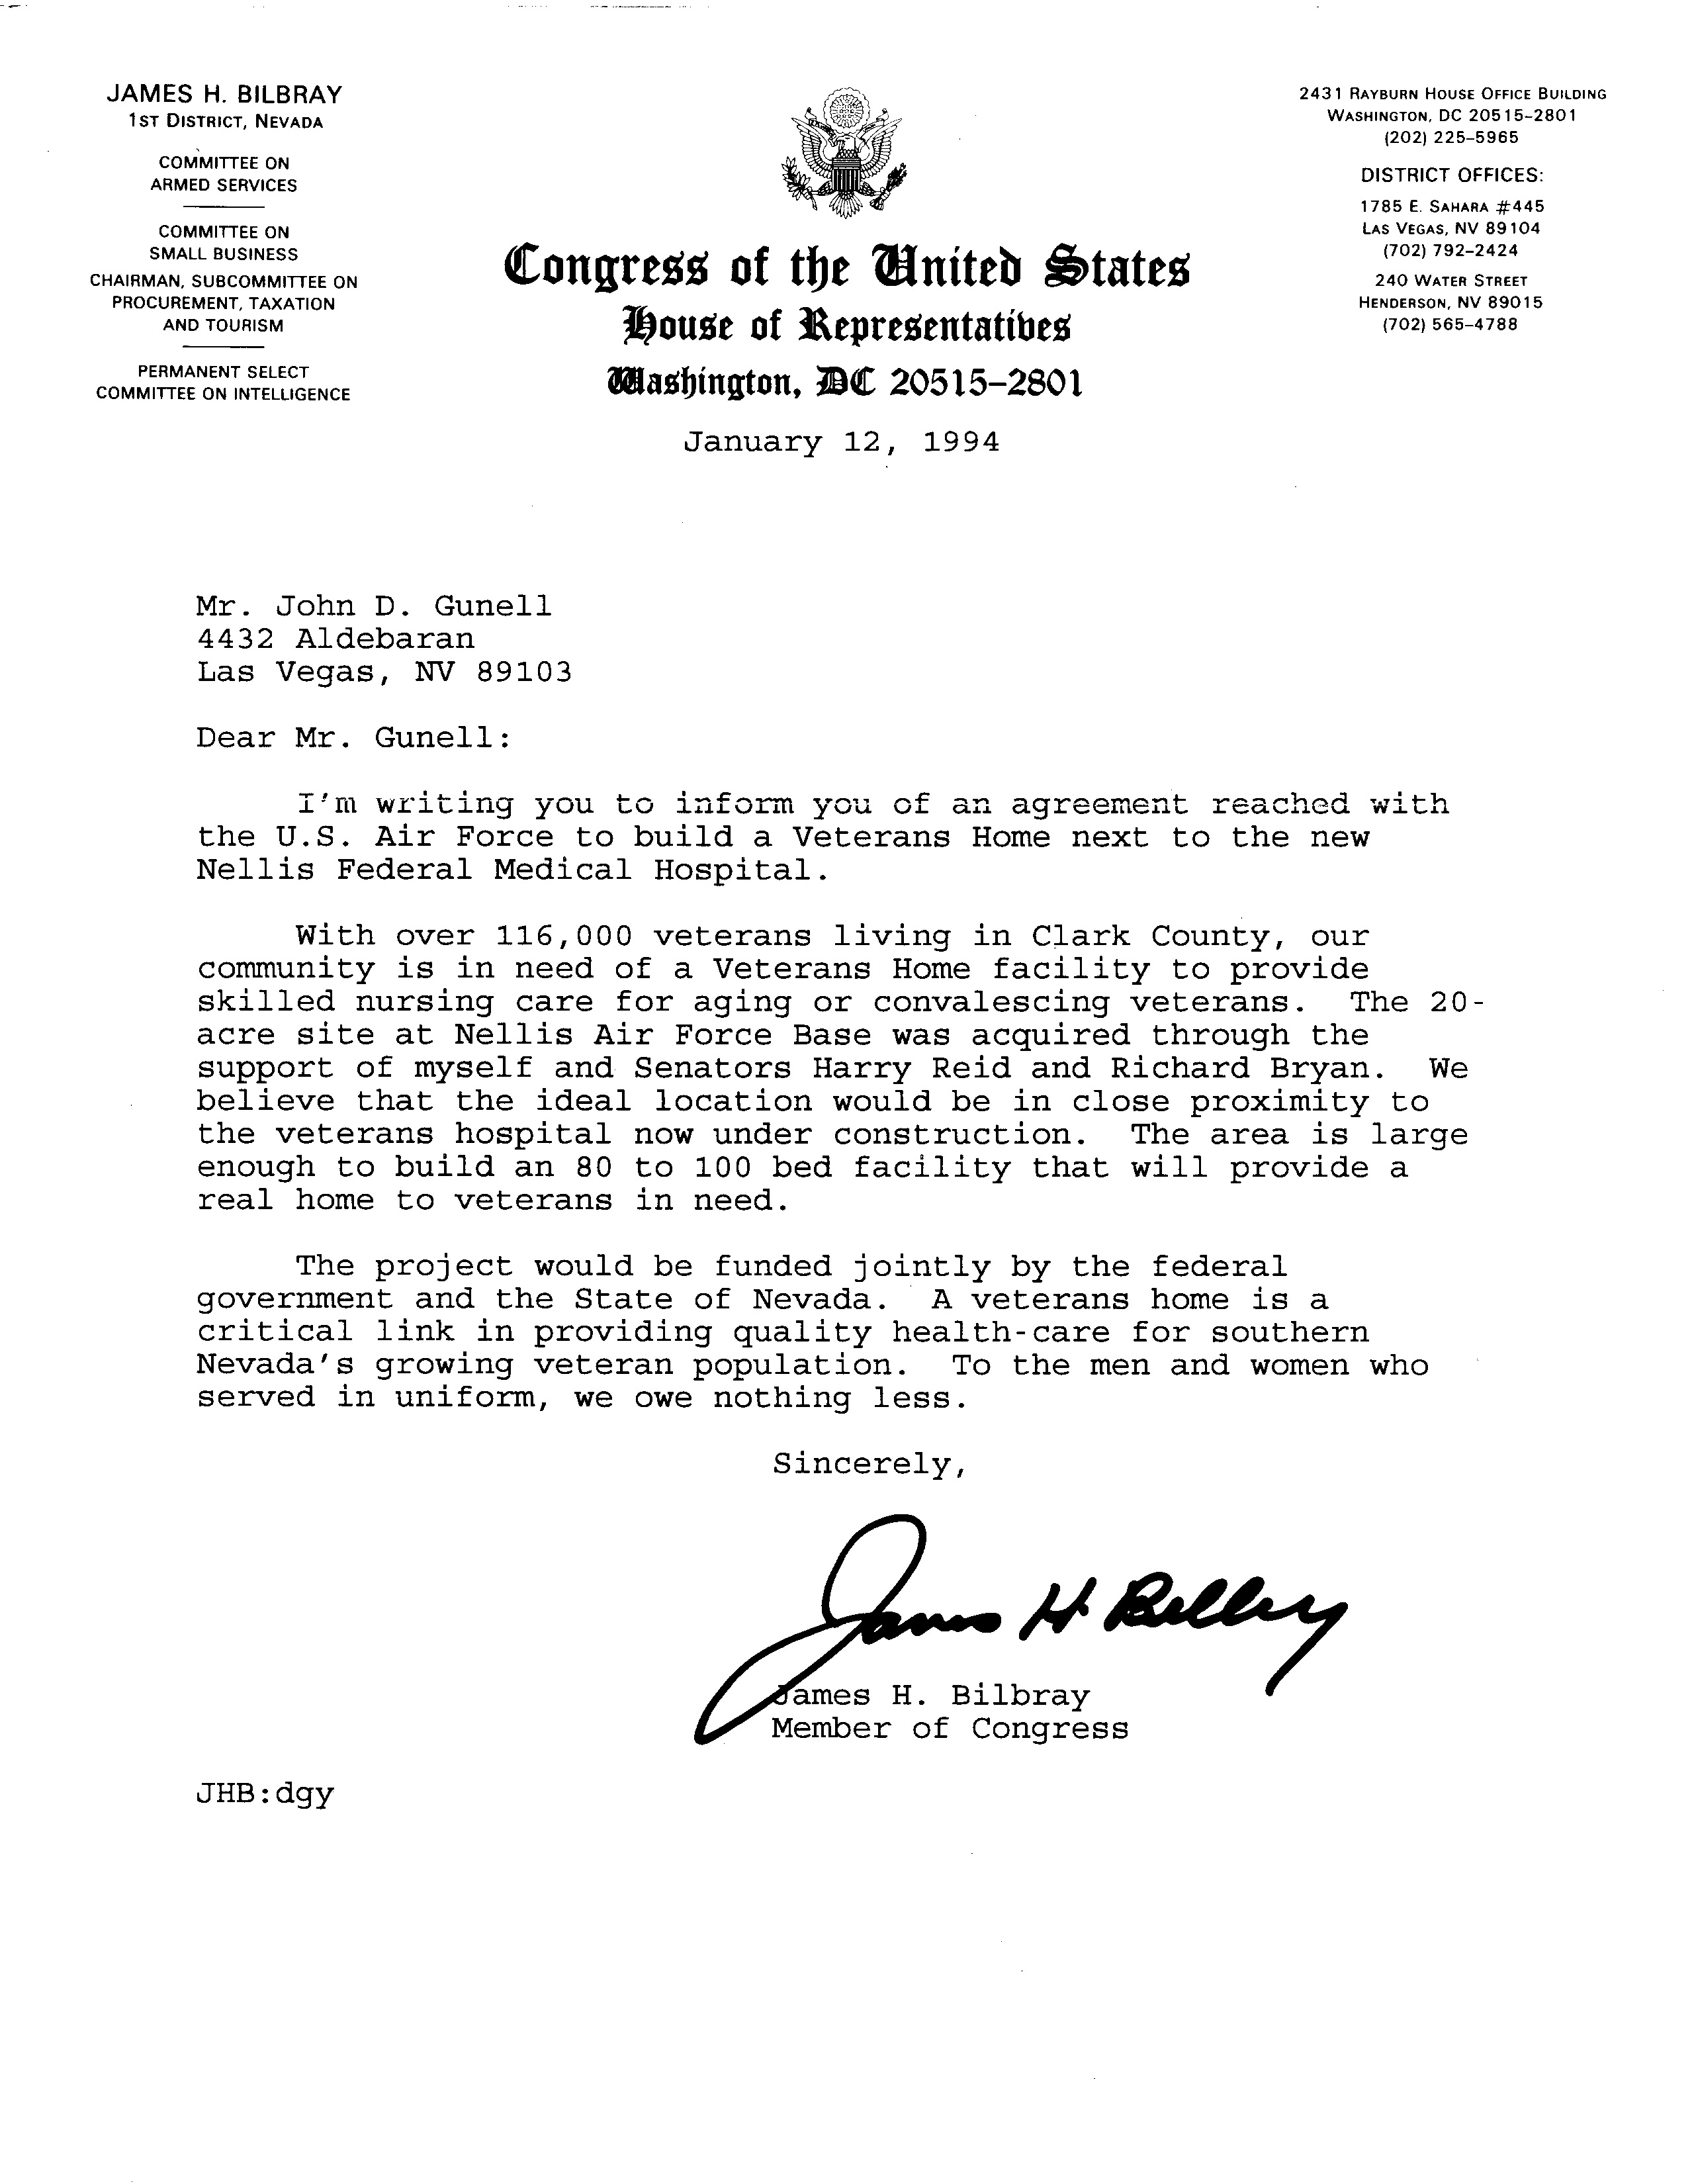 JAMES H. BILBRAY
1ST DISTRICT, NEVADA
COMMITTEE ON
ARMED SERVICES
COMMITTEE ON
SMALL BUSINESS
CHAIRMAN, SUBCOMMITTEE ON
PROCUREMENT, TAXATION
AND TOURISM
PERMANENT SELECT
COMMITTEE ON INTELLIGENCE
Congress of the United States
House of Representatives
Washington, DC 20515-2801
2431 RAYBURN HOUSE OFFICE BUILDING
WASHINGTON, DC 20515-2801
(202) 225-5965
DISTRICT OFFICES:
1785 E. SAHARA #445
LAS VEGAS, NV 89104
(702) 792-2424
240 WATER STREET
HENDERSON, NV 89015
(702) 565-4788
January 12, 1994
Mr. John D. Gunell
4432 Aldebaran
Las Vegas, NV 89103
Dear Mr. Gunell:
I'm writing you to inform you of an agreement reached with
the U.S. Air Force to build a Veterans Home next to the new
Nellis Federal Medical Hospital.
With over 116,000 veterans living in Clark County, our
community is in need of a Veterans Home facility to provide
skilled nursing care for aging or convalescing veterans. The 20-
acre site at Nellis Air Force Base was acquired through the
support of myself and Senators Harry Reid and Richard Bryan. We
believe that the ideal location would be in close proximity to
the veterans hospital now under construction. The area is large
enough to build an 80 to 100 bed facility that will provide a
real home to veterans in need.
The project would be funded jointly by the federal
government and the State of Nevada. A veterans home is a
critical link in providing quality health-care for southern
Nevada's growing veteran population. To the men and women who
served in uniform, we owe nothing less.
Sincerely,
James H Bilbray
James H. Bilbray
Member of Congress
JHB:dgy